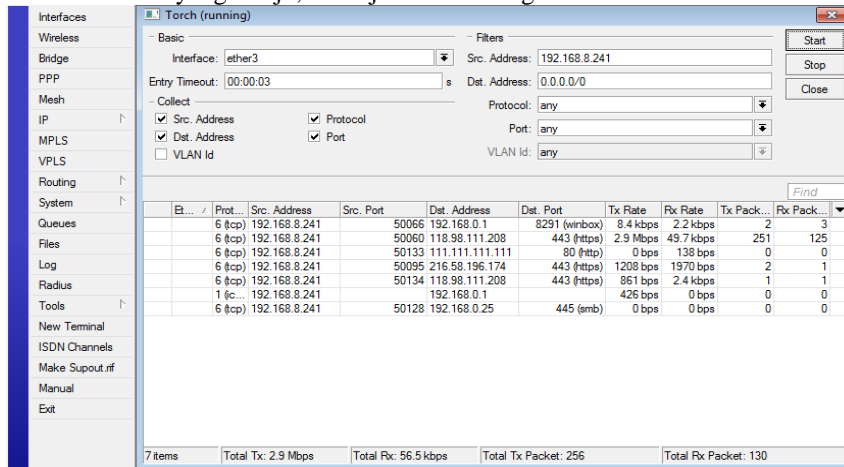 Interfaces
Wireless
Bridge
PPP
Mesh
IP
MPLS
VPLS
Routing
System
Queues
Files
Log
Radius
Tools
New Terminal
ISDN Channels
Make Supout.rif
Manual
Exit
Torch (running)
Basic
Interface: ether3
Entry Timeout: 00:00:03 s
Collect
Src. Address Protocol
Dst. Address Port
VLAN Id
Filters
Src. Address: 192.168.8.241
Dst. Address: 0.0.0.0/0
Protocol: any
Port: any
VLAN Id: any
Start
Stop
Close
Find
Et... Prot... Src. Address Src. Port Dst. Address Dst. Port Tx Rate Rx Rate Tx Pack... Rx Pack...
6 (tcp) 192.168.8.241 50066 192.168.0.1 8291 (winbox) 8.4 kbps 2.2 kbps 2 3
6 (tcp) 192.168.8.241 50060 118.98.111.208 443 (https) 2.9 Mbps 49.7 kbps 251 125
6 (tcp) 192.168.8.241 50133 111.111.111.111 80 (http) 0 bps 138 bps 0 0
6 (tcp) 192.168.8.241 50095 216.58.196.174 443 (https) 1208 bps 1970 bps 2 1
6 (tcp) 192.168.8.241 50134 118.98.111.208 443 (https) 861 bps 2.4 kbps 1 1
1 (ic... 192.168.8.241 192.168.0.1 426 bps 0 bps 0 0
6 (tcp) 192.168.8.241 50128 192.168.0.25 445 (smb) 0 bps 0 bps 0 0
7 items Total Tx: 2.9 Mbps Total Rx: 56.5 kbps Total Tx Packet: 256 Total Rx Packet: 130